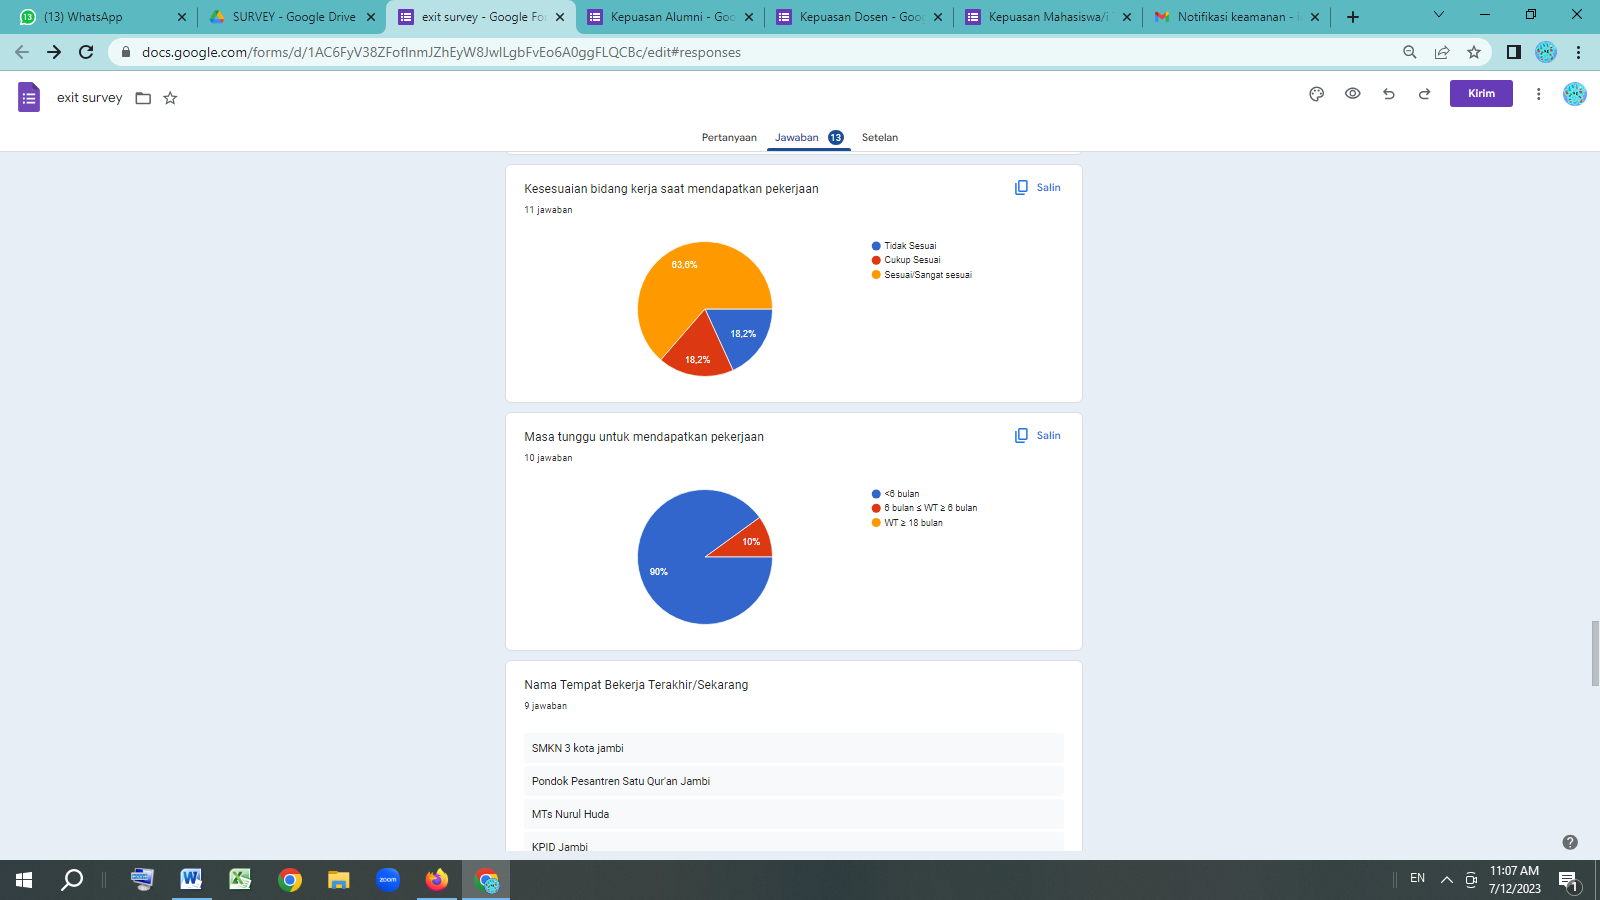 (13) WhatsApp
SURVEY - Google Drive
exit survey - Google Fo
Kepuasan Alumni - Goo
Kepuasan Dosen - Goog
Kepuasan Mahasiswa/i
Notifikasi keamanan - i
docs.google.com/forms/d/1AC6FyV38ZFofInmJZhEyW8JwILgbFvEo6A0ggFLQCBc/edit#responses
exit survey
Kirim
Pertanyaan
Jawaban 13
Setelan
Kesesuaian bidang kerja saat mendapatkan pekerjaan
Salin
11 jawaban
Tidak Sesuai
Cukup Sesuai
Sesuai/Sangat sesuai
63,6%
18,2%
18,2%
Masa tunggu untuk mendapatkan pekerjaan
Salin
10 jawaban
<6 bulan
6 bulan ≤ WT ≥ 6 bulan
WT ≥ 18 bulan
10%
90%
Nama Tempat Bekerja Terakhir/Sekarang
9 jawaban
SMKN 3 kota jambi
Pondok Pesantren Satu Qur'an Jambi
MTs Nurul Huda
KPID Jambi
zoom
EN
11:07 AM
7/12/2023
1